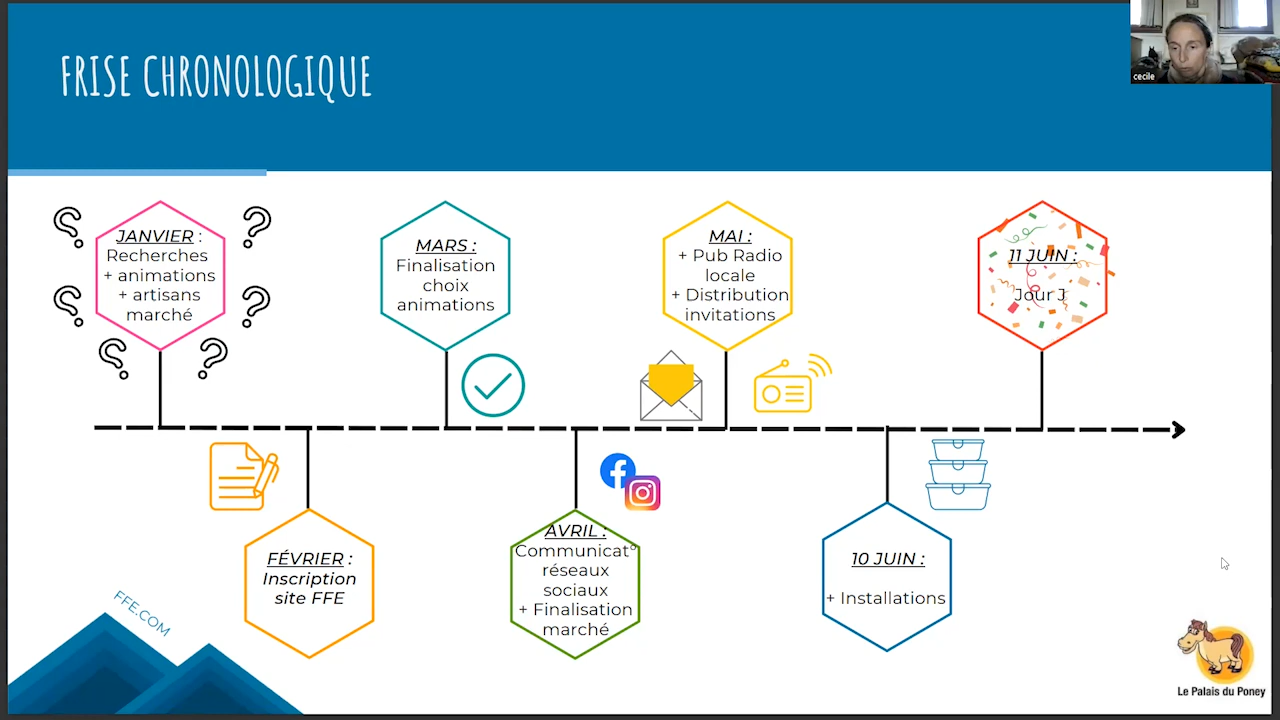 FRISE CHRONOLOGIQUE
cecile
JANVIER :
Recherches
+ animations
+ artisans
marché
MARS :
Finalisation
choix
animations
MAI :
+ Pub Radio
locale
+ Distribution
invitations
11 JUIN :
Jour J
FÉVRIER :
Inscription
site FFE
AVRIL :
Communicat°
réseaux
sociaux
+ Finalisation
marché
10 JUIN :
+ Installations
FFE.COM
Le Palais du Poney